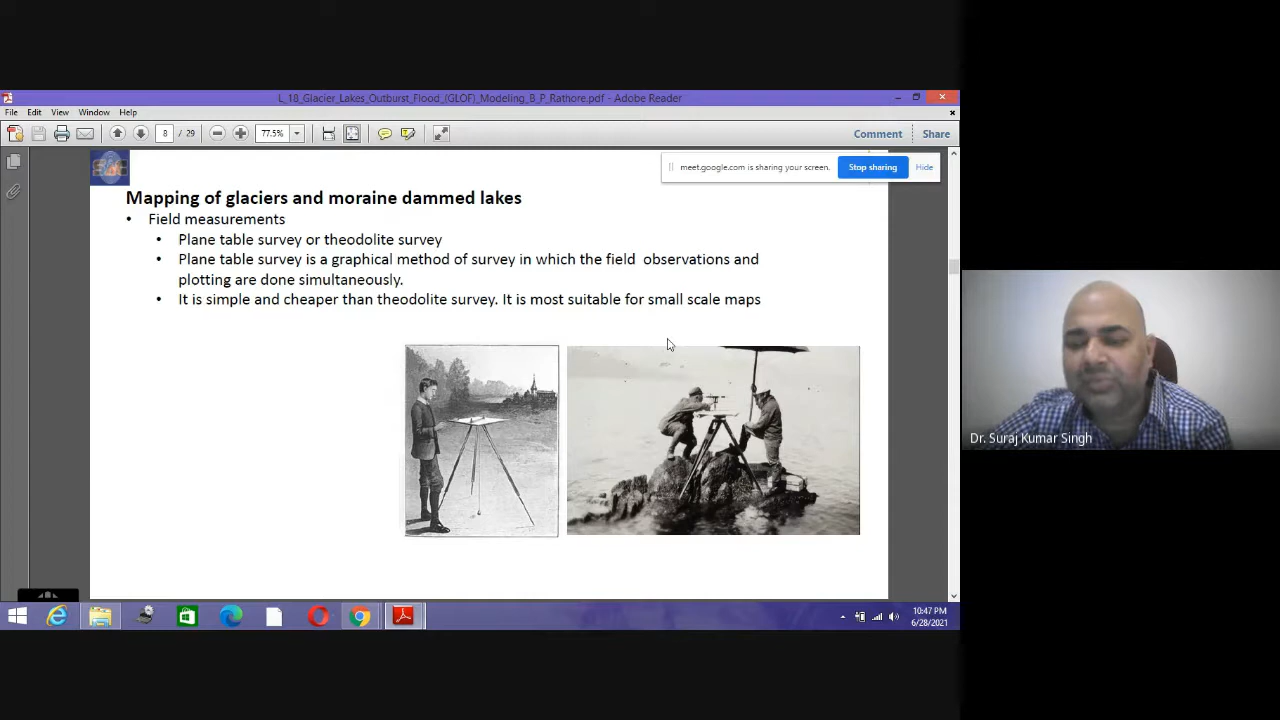 L_18_Glacier_Lakes_Outburst_Flood_(GLOF)_Modeling_B_P_Rathore.pdf - Adobe Reader
File Edit View Window Help
8 / 29 77.5% Comment Share
meet.google.com is sharing your screen. Stop sharing Hide
Mapping of glaciers and moraine dammed lakes
• Field measurements
• Plane table survey or theodolite survey
• Plane table survey is a graphical method of survey in which the field observations and
plotting are done simultaneously.
• It is simple and cheaper than theodolite survey. It is most suitable for small scale maps
Dr. Suraj Kumar Singh
10:47 PM
6/28/2021